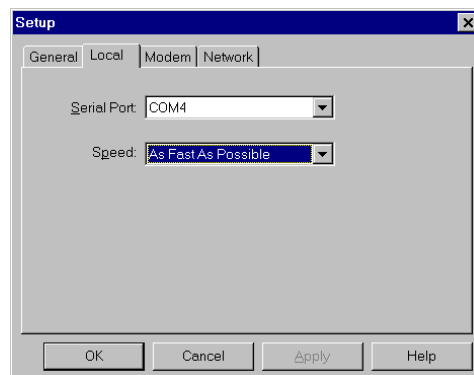 Setup
General Local Modem Network
Serial Port: COM4
Speed: As Fast As Possible
OK Cancel Apply Help